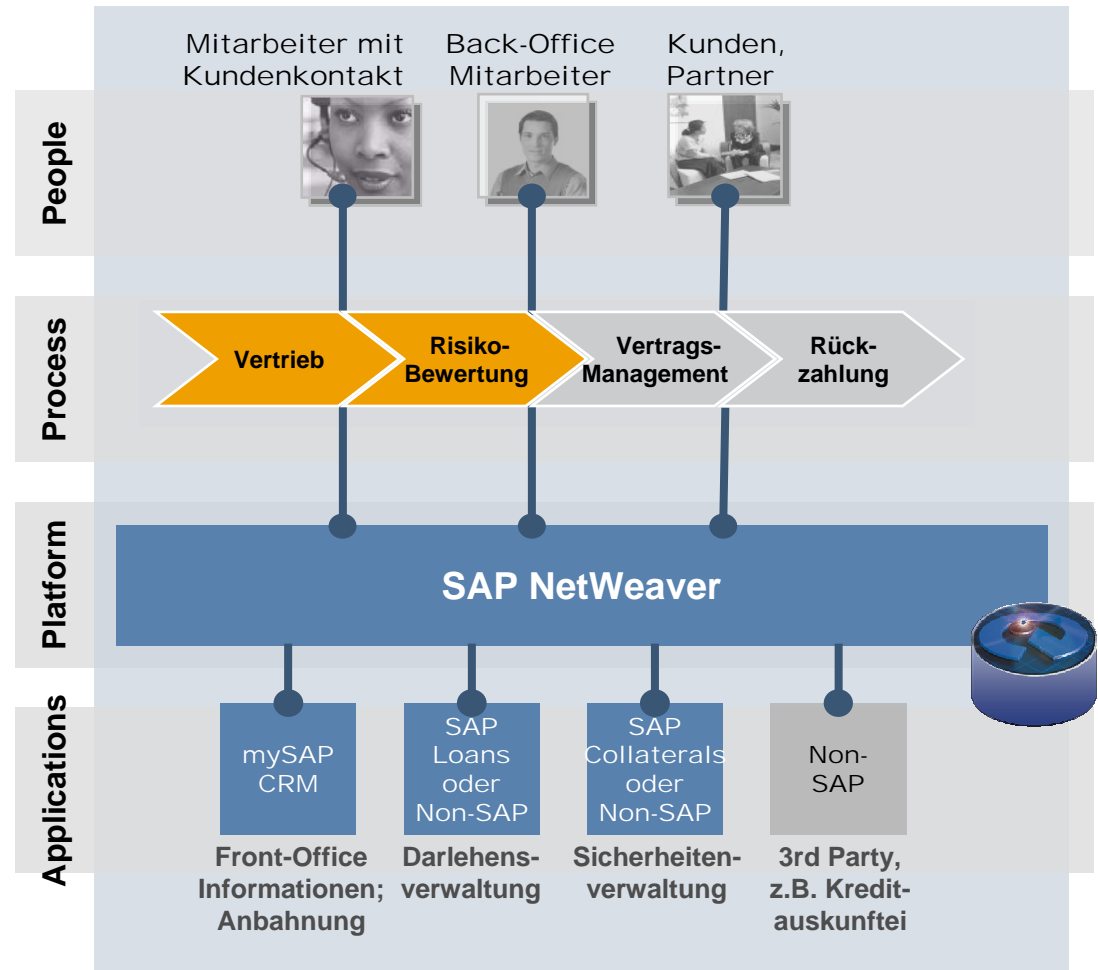 Mitarbeiter mit
Kundenkontakt
Back-Office
Mitarbeiter
Kunden,
Partner
People
Process
Vertrieb
Risiko-
Bewertung
Vertrags-
Management
Rück-
zahlung
Platform
SAP NetWeaver
Applications
mySAP
CRM
SAP
Loans
oder
Non-SAP
SAP
Collaterals
oder
Non-SAP
Non-
SAP
Front-Office
Informationen;
Anbahnung
Darlehens-
verwaltung
Sicherheiten-
verwaltung
3rd Party,
z.B. Kredit-
auskunftei